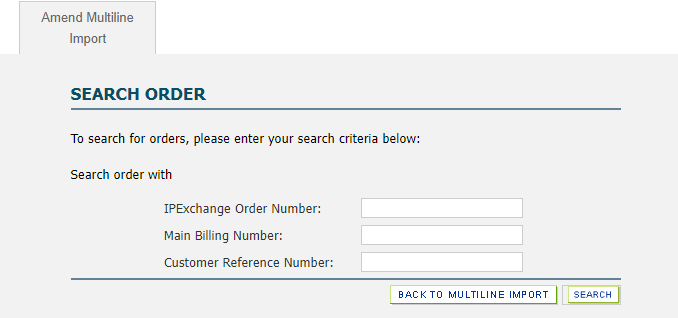 Amend Multiline
Import
SEARCH ORDER
To search for orders, please enter your search criteria below:
Search order with
IPExchange Order Number:
Main Billing Number:
Customer Reference Number:
BACK TO MULTILINE IMPORT SEARCH